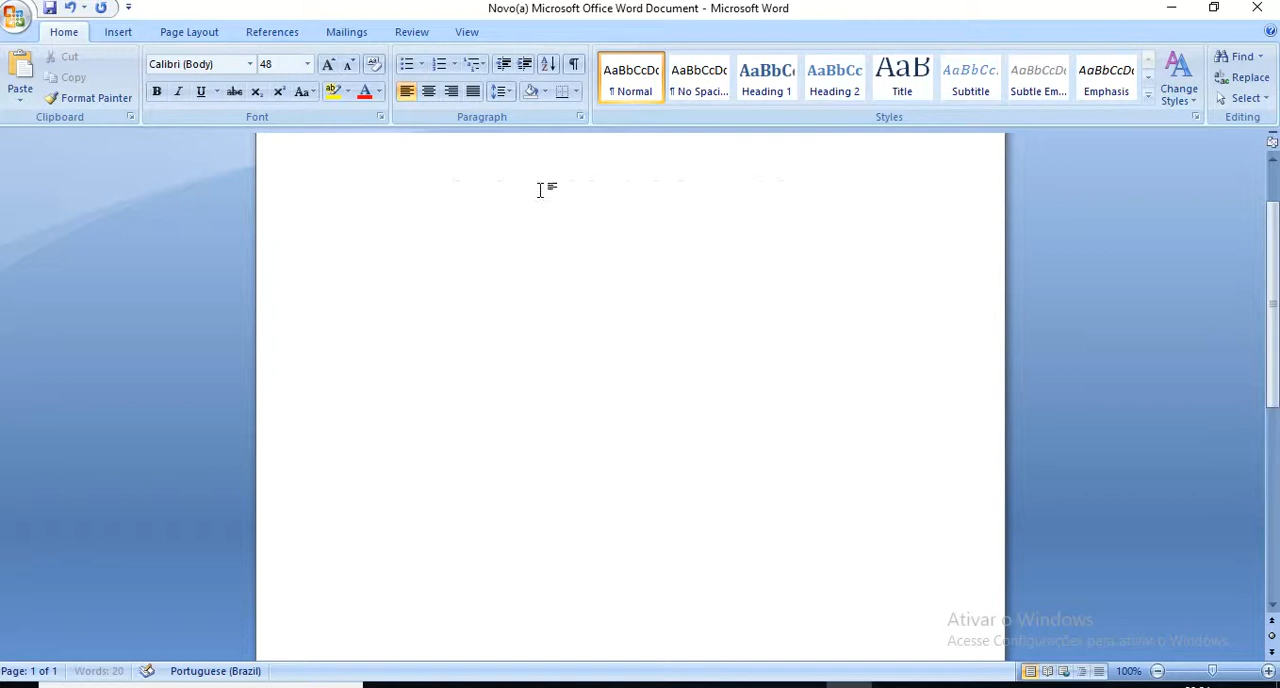 Novo(a) Microsoft Office Word Document - Microsoft Word
Home Insert Page Layout References Mailings Review View
Paste
Cut
Copy
Format Painter
Clipboard
Calibri (Body) 48
Font
Paragraph
AaBbCcDc AaBbCcDc AaBbC AaBbCc AaB AaBbCc. AaBbCcDc AaBbCcDc
¶ Normal ¶ No Spaci... Heading 1 Heading 2 Title Subtitle Subtle Em... Emphasis
Change
Styles
Styles
Find
Replace
Select
Editing
Ativar o Windows
Acesse Configurações para ativar o Windows.
Page: 1 of 1 Words: 20 Portuguese (Brazil) 100%